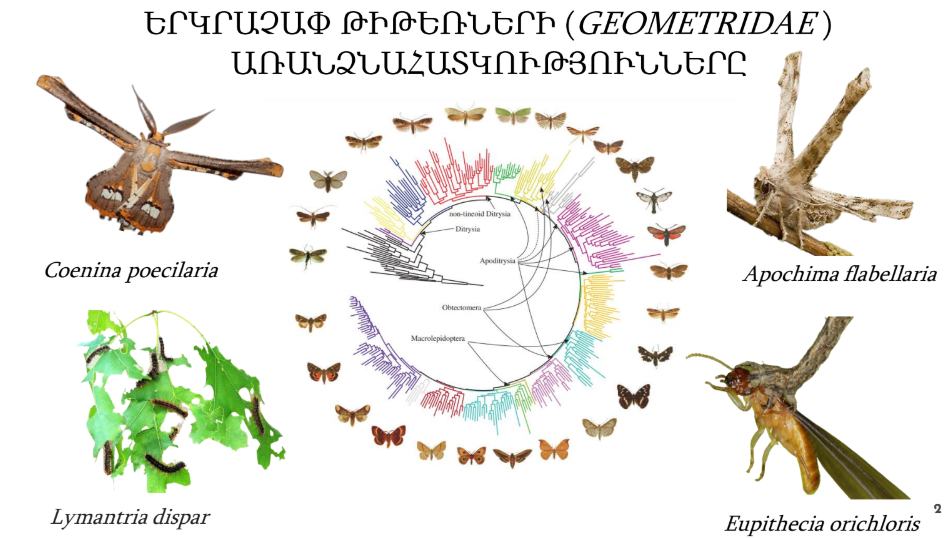 ԵՐԿՐԱՉԱՓ ԹԻԹԵՌՆԵՐԻ (GEOMETRIDAE)
ԱՌԱՆՁՆԱՀԱՏԿՈՒԹՅՈՒՆՆԵՐԸ
non-tineoid Ditrysia
Ditrysia
Apoditrysia
Obtectomera
Macrolepidoptera
Coenina poecilaria
Apochima flabellaria
Lymantria dispar
Eupithecia orichloris
2